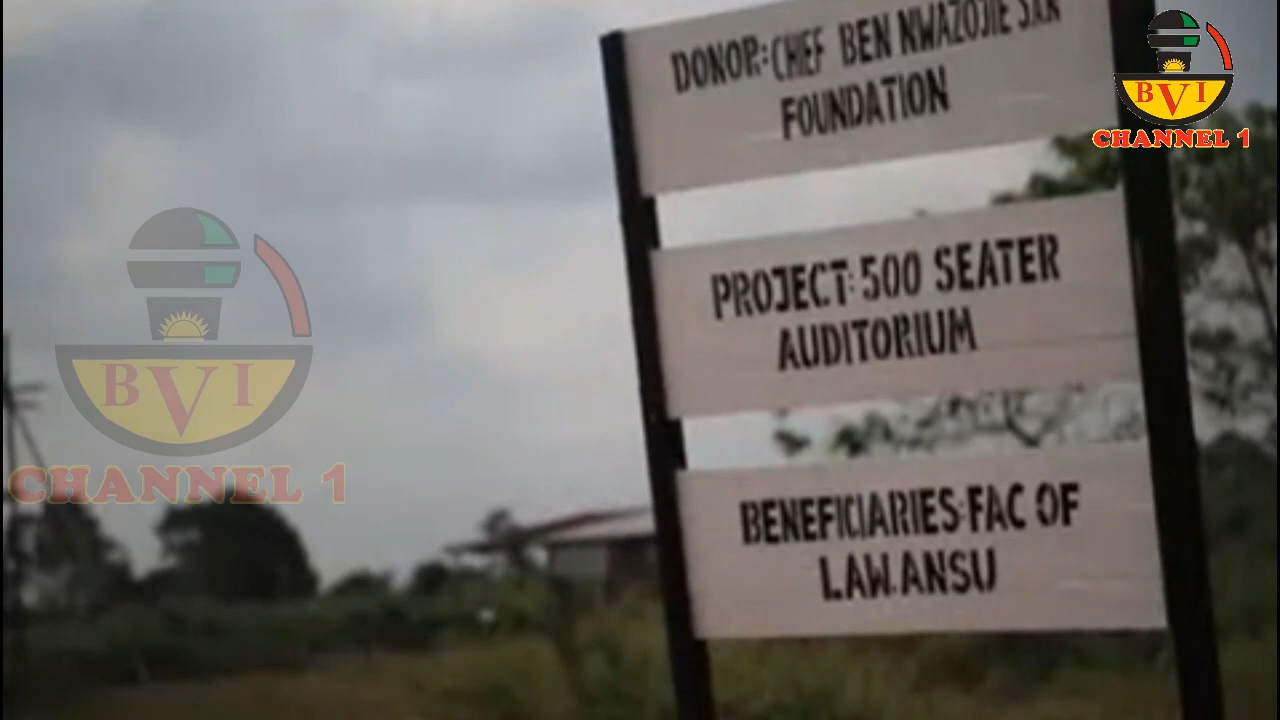 DONOR: CHEF BEN NWAZOJIE SAN
FOUNDATION
PROJECT: 500 SEATER
AUDITORIUM
BENEFICIARIES: FAC OF
LAW. ANSU
BVI
CHANNEL 1
BVI
CHANNEL 1